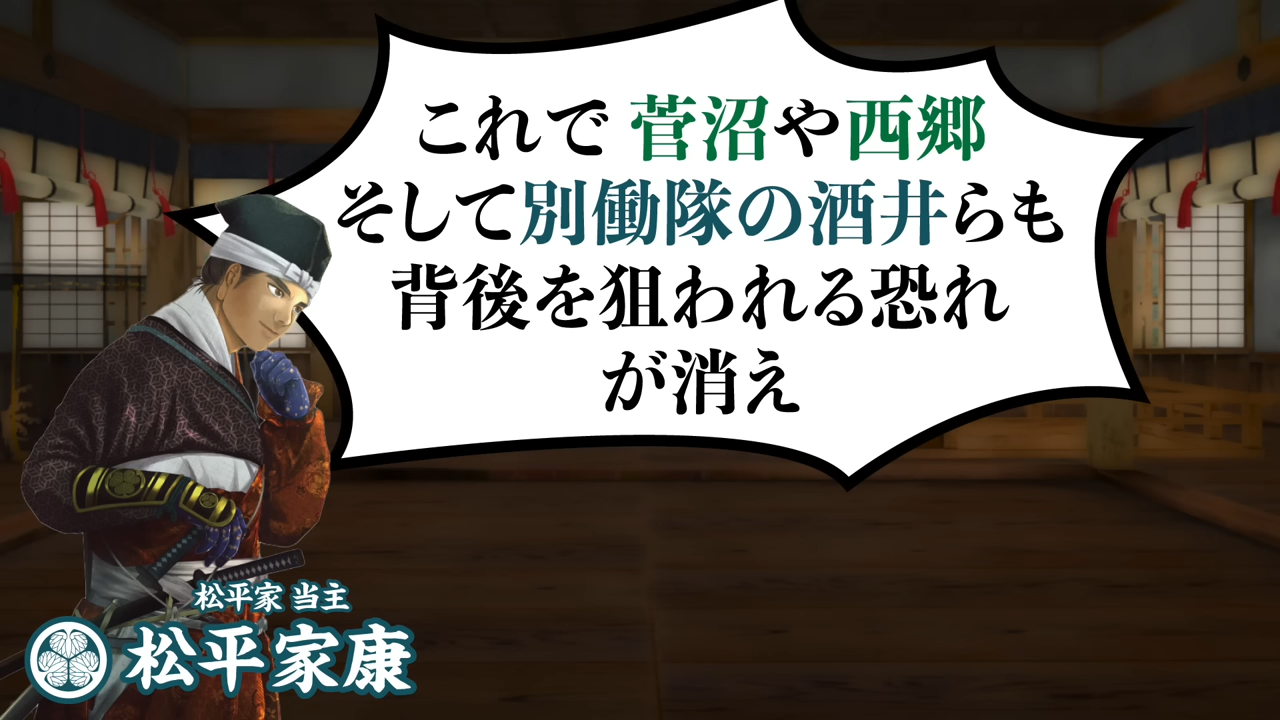 これで 菅沼や西郷
そして別働隊の酒井らも
背後を狙われる恐れ
が消え
松平家 当主
松平家康